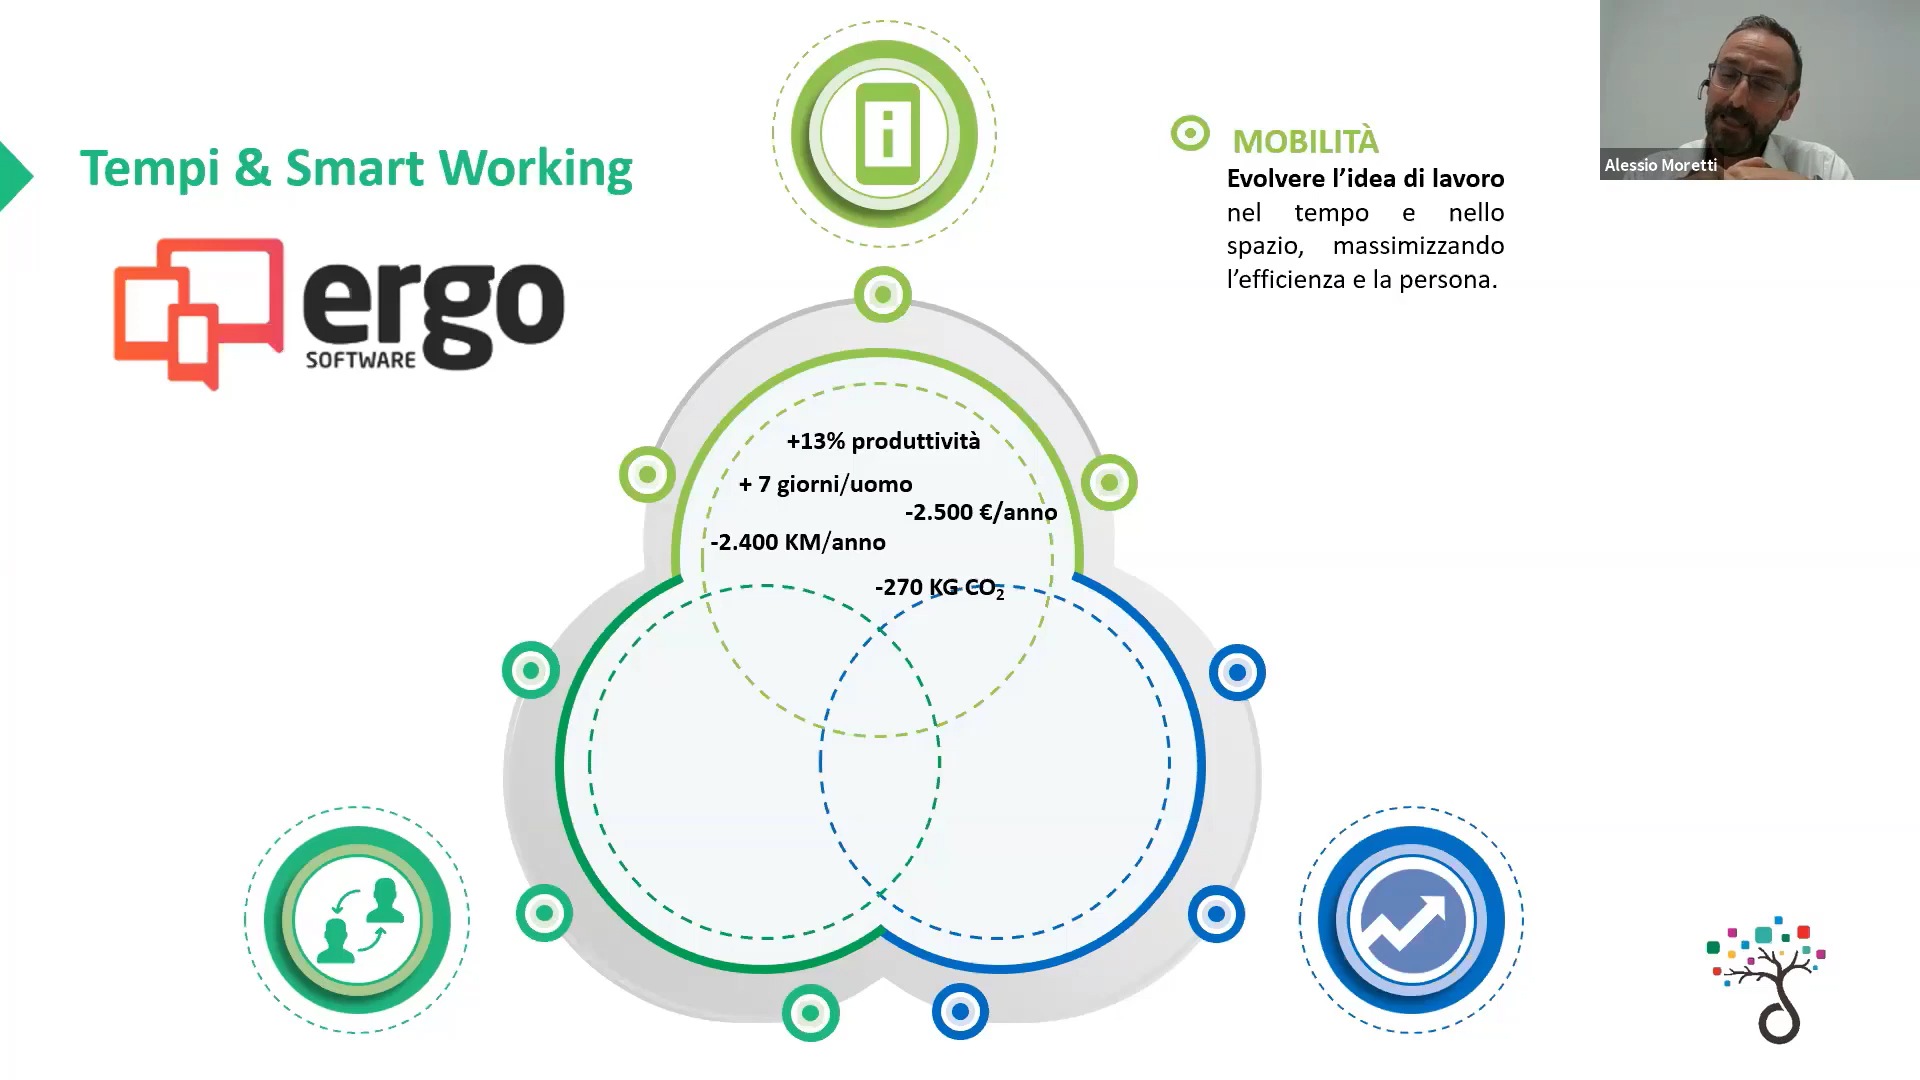 Tempi & Smart Working
ergo
SOFTWARE
MOBILITÀ
Evolvere l’idea di lavoro
nel tempo e nello
spazio, massimizzando
l’efficienza e la persona.
Alessio Moretti
+13% produttività
+ 7 giorni/uomo
-2.500 €/anno
-2.400 KM/anno
-270 KG CO₂